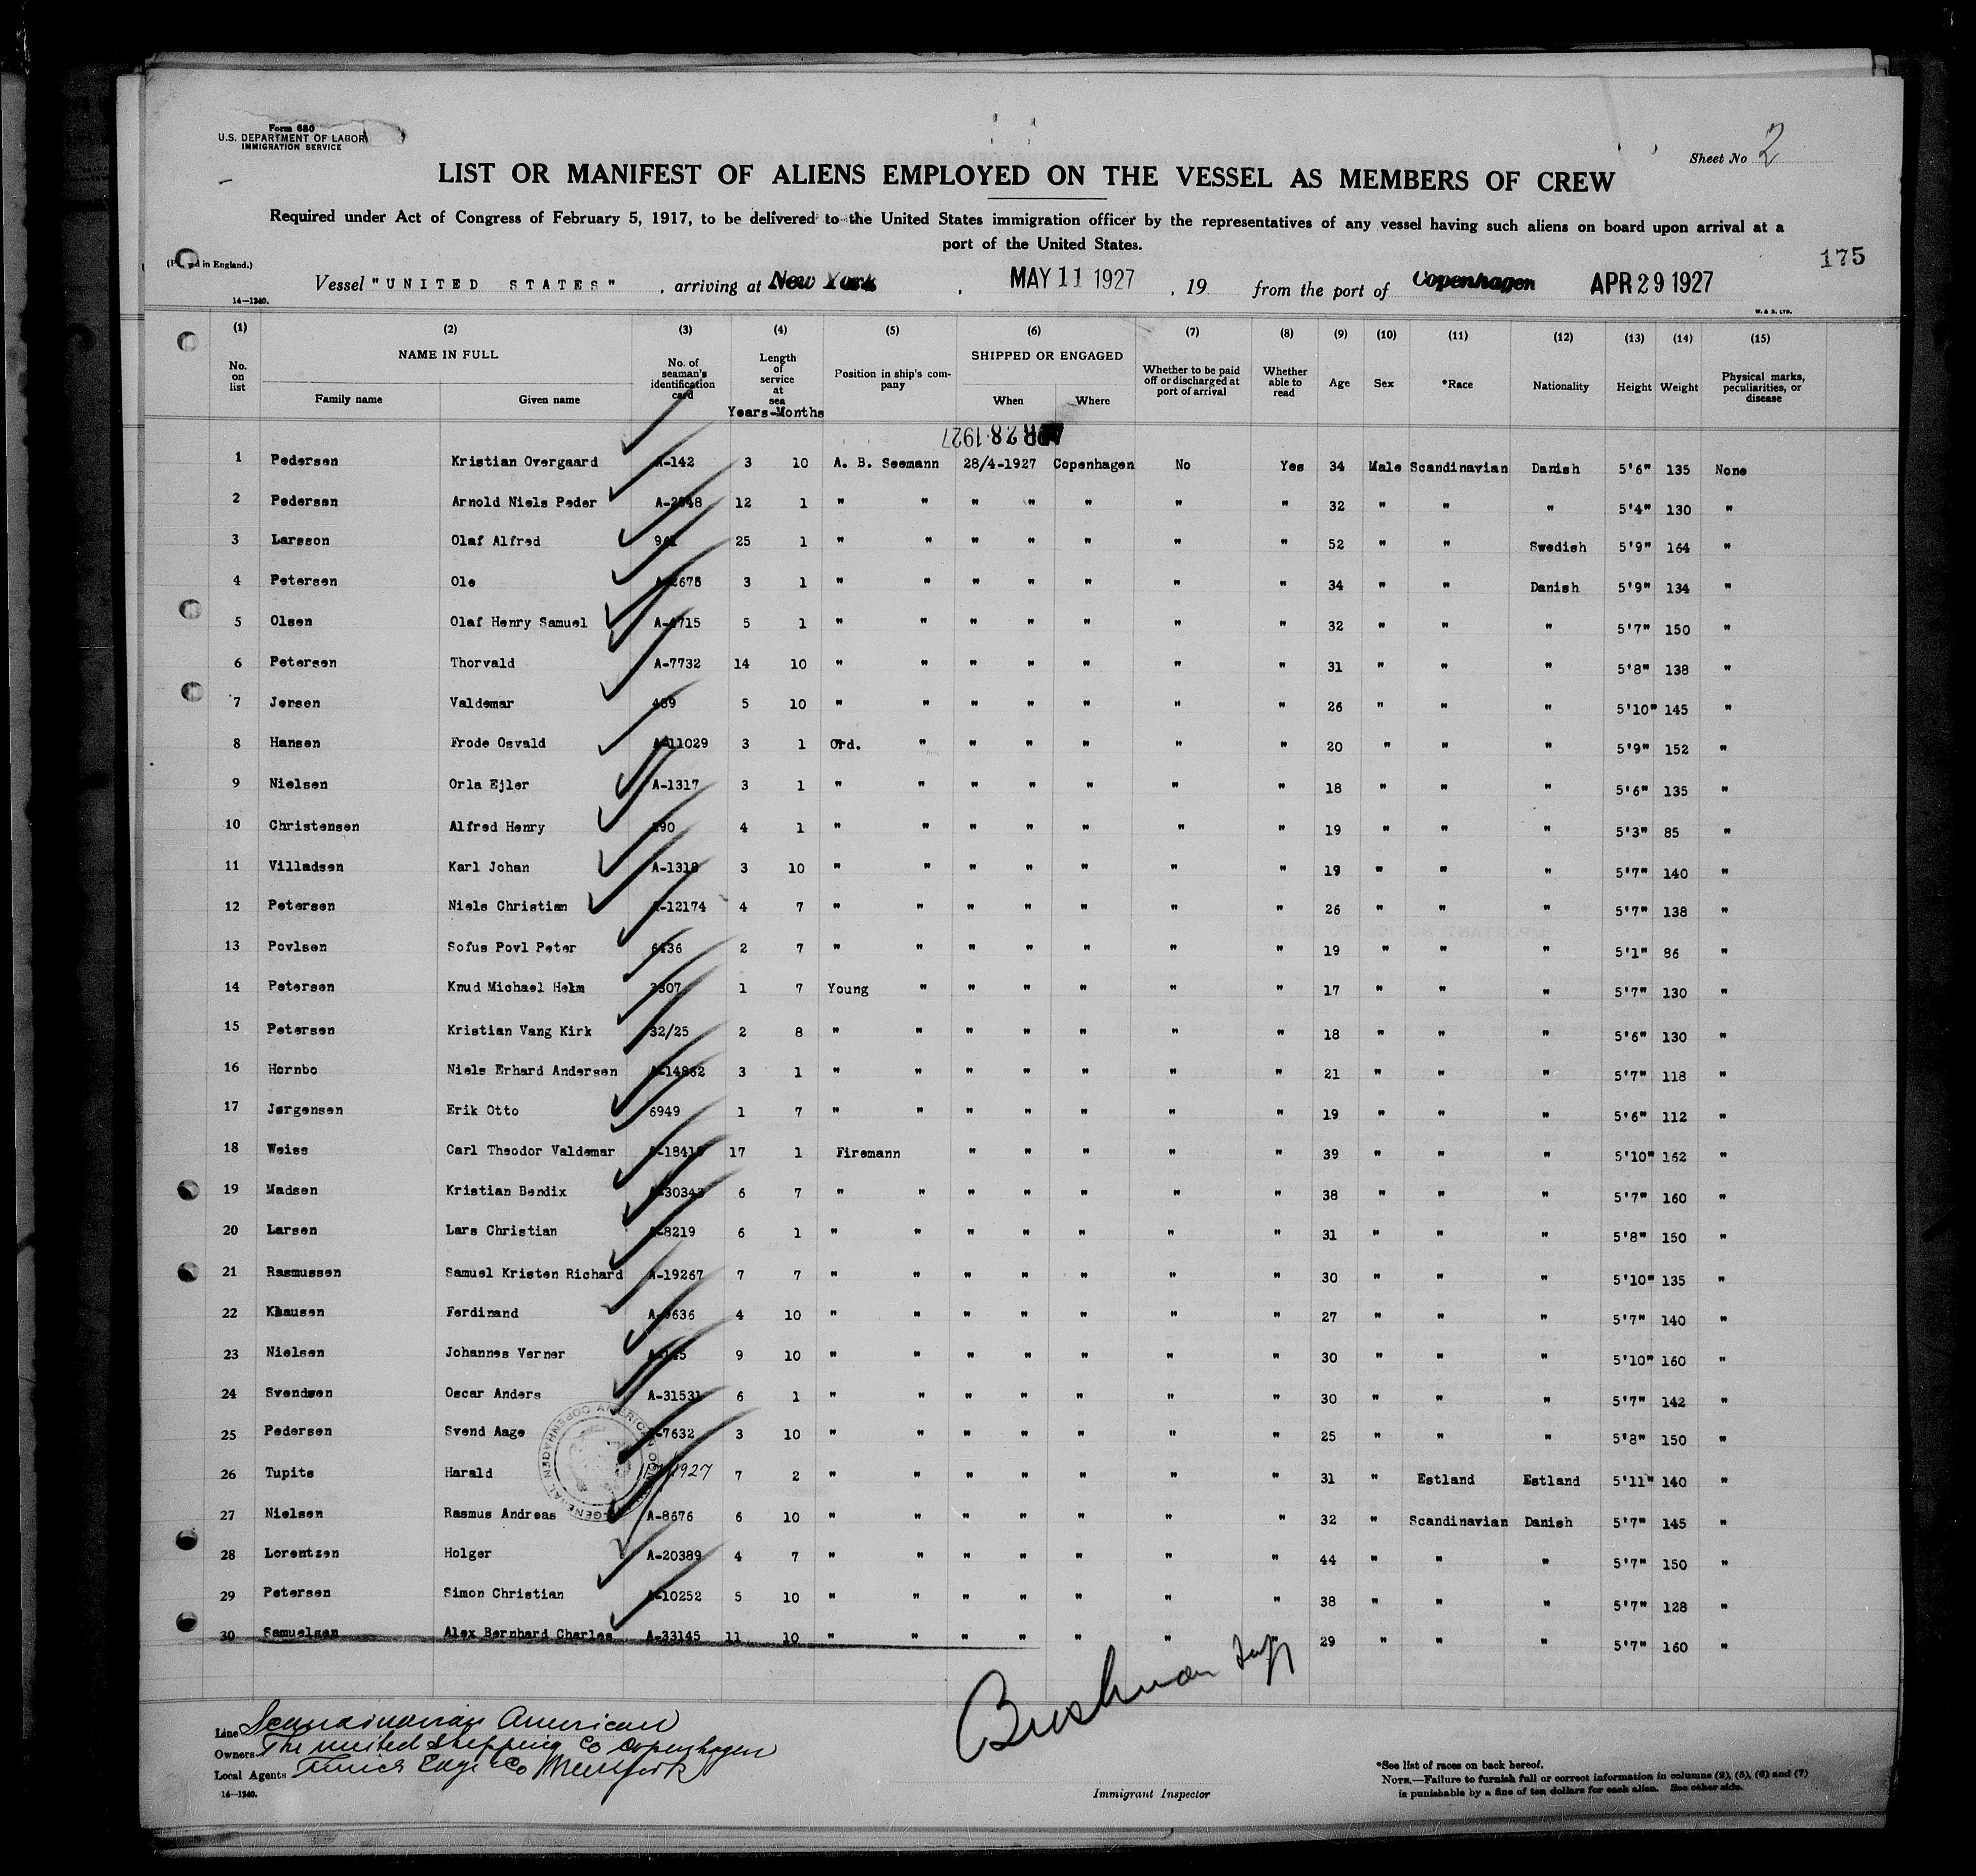 Form 680
U.S. DEPARTMENT OF LABOR
IMMIGRATION SERVICE
Sheet No 2
LIST OR MANIFEST OF ALIENS EMPLOYED ON THE VESSEL AS MEMBERS OF CREW
Required under Act of Congress of February 5, 1917, to be delivered to the United States immigration officer by the representatives of any vessel having such aliens on board upon arrival at a
port of the United States.
175
in England.)
Vessel "UNITED STATES" , arriving at New York , MAY 11 1927 , 19 from the port of Copenhagen APR 29 1927
14—1240.
W. & S. LTD.
(1) (2) (3) (4) (5) (6) (7) (8) (9) (10) (11) (12) (13) (14) (15)
No. on list NAME IN FULL Family name Given name No. of seaman's identification card Length of service at sea Years-Months Position in ship's company SHIPPED OR ENGAGED When Where Whether to be paid off or discharged at port of arrival Whether able to read Age Sex *Race Nationality Height Weight Physical marks, peculiarities, or disease
APR 28 1927
1 Pedersen Kristian Overgaard A-142 3 10 A. B. Seemann 28/4-1927 Copenhagen No Yes 34 Male Scandinavian Danish 5'6" 135 None
2 Pedersen Arnold Niels Peder 12 1 " " " " " " " 32 " " " 5'4" 130 "
3 Larsson Olaf Alfred 25 1 " " " " " " " 52 " " Swedish 5'9" 164 "
4 Petersen Ole 3 1 " " " " " " " 34 " " Danish 5'9" 134 "
5 Olsen Olaf Henry Samuel 5 1 " " " " " " " 32 " " " 5'7" 150 "
6 Petersen Thorvald A-7732 14 10 " " " " " " " 31 " " " 5'8" 138 "
7 Jersen Valdemar 5 10 " " " " " " " 26 " " " 5'10" 145 "
8 Hansen Frode Osvald A-11029 3 1 Ord. " " " " " " 20 " " " 5'9" 152 "
9 Nielsen Orla Ejler A-1317 3 1 " " " " " " " 18 " " " 5'6" 135 "
10 Christensen Alfred Henry 4 1 " " " " " " " 19 " " " 5'3" 85 "
11 Villadsen Karl Johan A-1318 3 10 " " " " " " " 19 " " " 5'7" 140 "
12 Petersen Niels Christian A-12174 4 7 " " " " " " " 26 " " " 5'7" 138 "
13 Povlsen Sofus Povl Peter 2 7 " " " " " " " 19 " " " 5'1" 86 "
14 Petersen Knud Michael Helm 1 7 Young " " " " " " 17 " " " 5'7" 130 "
15 Petersen Kristian Vang Kirk 32/25 2 8 " " " " " " " 18 " " " 5'6" 130 "
16 Hornbo Niels Erhard Andersen 3 1 " " " " " " " 21 " " " 5'7" 118 "
17 Jørgensen Erik Otto 6949 1 7 " " " " " " " 19 " " " 5'6" 112 "
18 Weiss Carl Theodor Valdemar 17 1 Firemann " " " " " 39 " " " 5'10" 162 "
19 Madsen Kristian Bendix 6 7 " " " " " " " 38 " " " 5'7" 160 "
20 Larsen Lars Christian A-8219 6 1 " " " " " " " 31 " " " 5'8" 150 "
21 Rasmussen Samuel Kristen Richard A-19267 7 7 " " " " " " " 30 " " " 5'10" 135 "
22 Ferdinand 4 10 " " " " " " " 27 " " " 5'7" 140 "
23 Nielsen Johannes Verner 9 10 " " " " " " " 30 " " " 5'10" 160 "
24 Svendsen Oscar Anders A-31531 6 1 " " " " " " " 30 " " " 5'7" 142 "
25 Pedersen Svend Aage A-7632 3 10 " " " " " " " 25 " " " 5'8" 150 "
26 Tupits Harald 1927 7 2 " " " " " " " 31 " Estland Estland 5'11" 140 "
27 Nielsen Rasmus Andreas A-8676 6 10 " " " " " " " 32 " Scandinavian Danish 5'7" 145 "
28 Lorentzen Holger A-20389 4 7 " " " " " " " 44 " " " 5'7" 150 "
29 Petersen Simon Christian A-10252 5 10 " " " " " " " 38 " " " 5'7" 128 "
30 Samuelsen Alex Bernhard Charles A-33145 11 10 " " " " " " " 29 " " " 5'7" 160 "
Line Scandinavian American
Owners The United Shipping Co Copenhagen
Local Agents Funch Edye & Co New York
14—1240.
Immigrant Inspector
*See list of races on back hereof.
NOTE.—Failure to furnish full or correct information in columns (2), (5), (6) and (7)
is punishable by a fine of ten dollars for each alien. See other side.